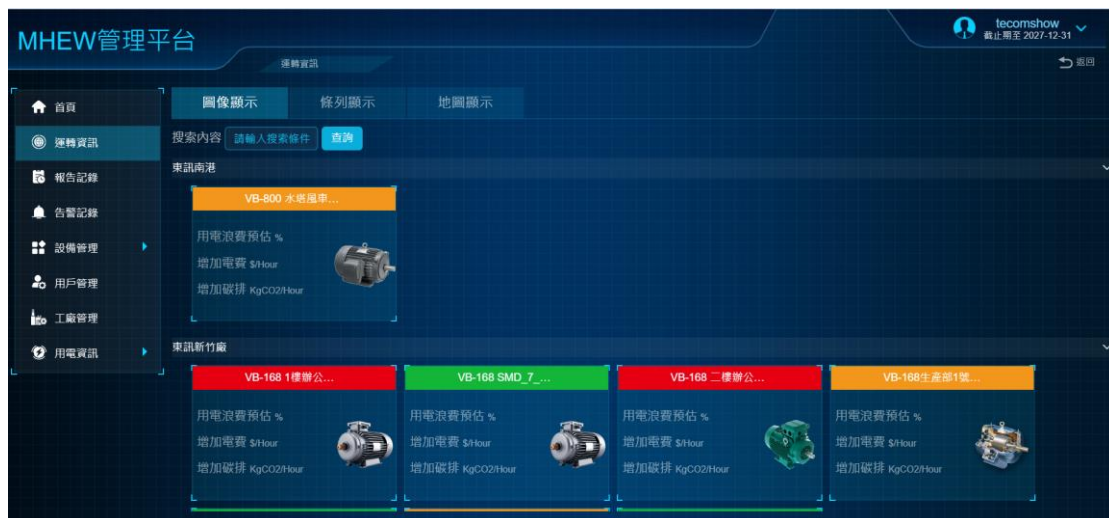 MHEW管理平台
tecomshow
截止期至 2027-12-31
運轉資訊
返回
首頁
運轉資訊
報告記錄
告警記錄
設備管理
用戶管理
工廠管理
用電資訊
圖像顯示 條列顯示 地圖顯示
搜索內容 請輸入搜索條件 查詢
東訊南港
VB-800 水塔風車...
用電浪費預估 %
增加電費 $/Hour
增加碳排 KgCO2/Hour
東訊新竹廠
VB-168 1樓辦公...
用電浪費預估 %
增加電費 $/Hour
增加碳排 KgCO2/Hour
VB-168 SMD_7_...
用電浪費預估 %
增加電費 $/Hour
增加碳排 KgCO2/Hour
VB-168 二樓辦公...
用電浪費預估 %
增加電費 $/Hour
增加碳排 KgCO2/Hour
VB-168生產部1號...
用電浪費預估 %
增加電費 $/Hour
增加碳排 KgCO2/Hour